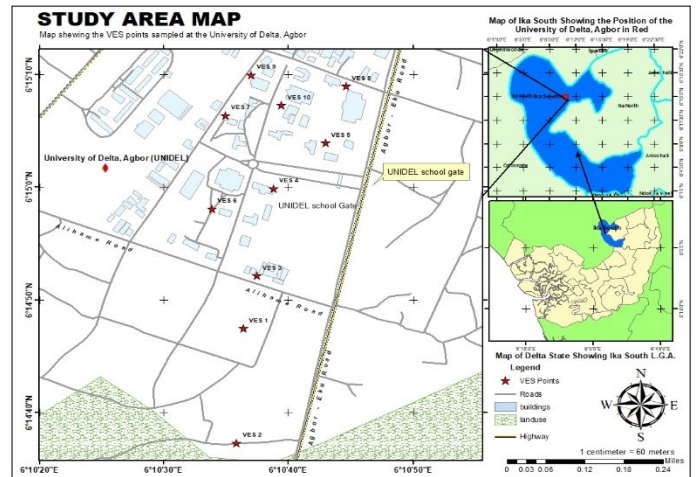 STUDY AREA MAP
Map shewing the VES points sampled at the University of Delta, Agbor
6°15'10"E
6°15'0"E
6°14'50"E
6°14'40"E
VES 9
VES 8
VES 10
VES 7
VES 5
University of Delta, Agbor (UNIDEL)
VES 4
UNIDEL school Gate
VES 6
VES 3
VES 1
VES 2
Alihame Road
Alihame Road
Agbor - Eke Road
Agbor - Eke Road
UNIDEL school gate
6°10'20"E
6°10'30"E
6°10'40"E
6°10'50"E
Map of Ika South Showing the Position of the
University of Delta, Agbor in Red
Map of Delta State Showing Ika South L.G.A.
Legend
VES Points
Roads
buildings
landuse
Highway
N
W
E
S
1 centimeter = 60 meters
Miles
0 0.03 0.06 0.12 0.18 0.24